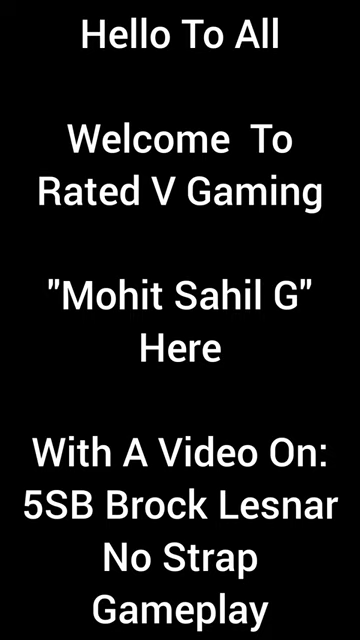 Hello To All
Welcome To
Rated V Gaming
"Mohit Sahil G"
Here
With A Video On:
5SB Brock Lesnar
No Strap
Gameplay